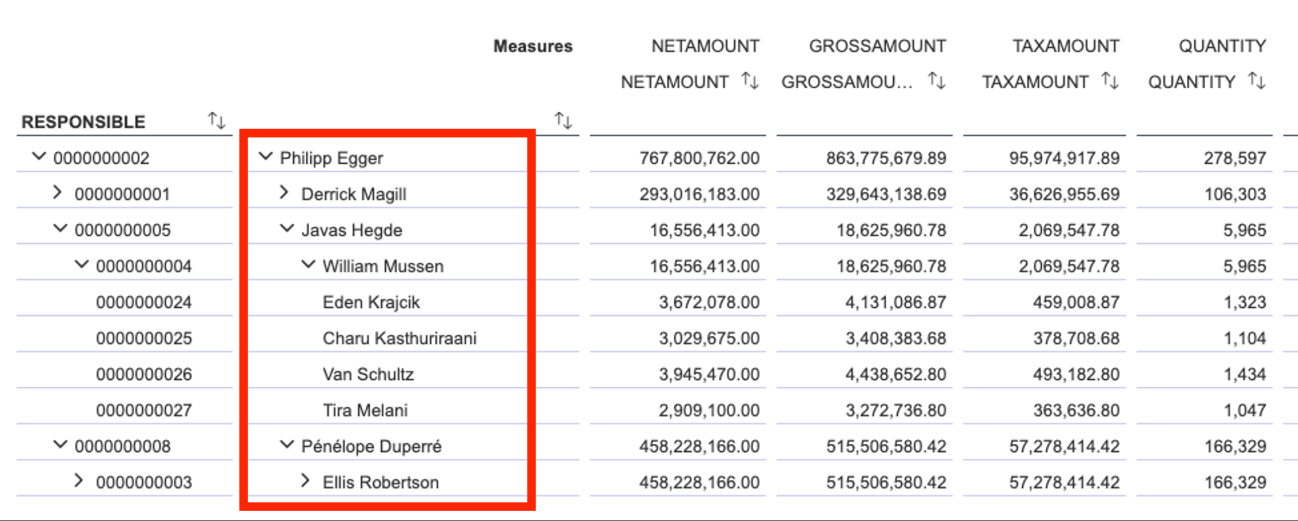 Measures NETAMOUNT GROSSAMOUNT TAXAMOUNT QUANTITY
NETAMOUNT GROSSAMOU... TAXAMOUNT QUANTITY
RESPONSIBLE
0000000002 Philipp Egger 767,800,762.00 863,775,679.89 95,974,917.89 278,597
0000000001 Derrick Magill 293,016,183.00 329,643,138.69 36,626,955.69 106,303
0000000005 Javas Hegde 16,556,413.00 18,625,960.78 2,069,547.78 5,965
0000000004 William Mussen 16,556,413.00 18,625,960.78 2,069,547.78 5,965
0000000024 Eden Krajcik 3,672,078.00 4,131,086.87 459,008.87 1,323
0000000025 Charu Kasthuriraani 3,029,675.00 3,408,383.68 378,708.68 1,104
0000000026 Van Schultz 3,945,470.00 4,438,652.80 493,182.80 1,434
0000000027 Tira Melani 2,909,100.00 3,272,736.80 363,636.80 1,047
0000000008 Pénélope Duperré 458,228,166.00 515,506,580.42 57,278,414.42 166,329
0000000003 Ellis Robertson 458,228,166.00 515,506,580.42 57,278,414.42 166,329